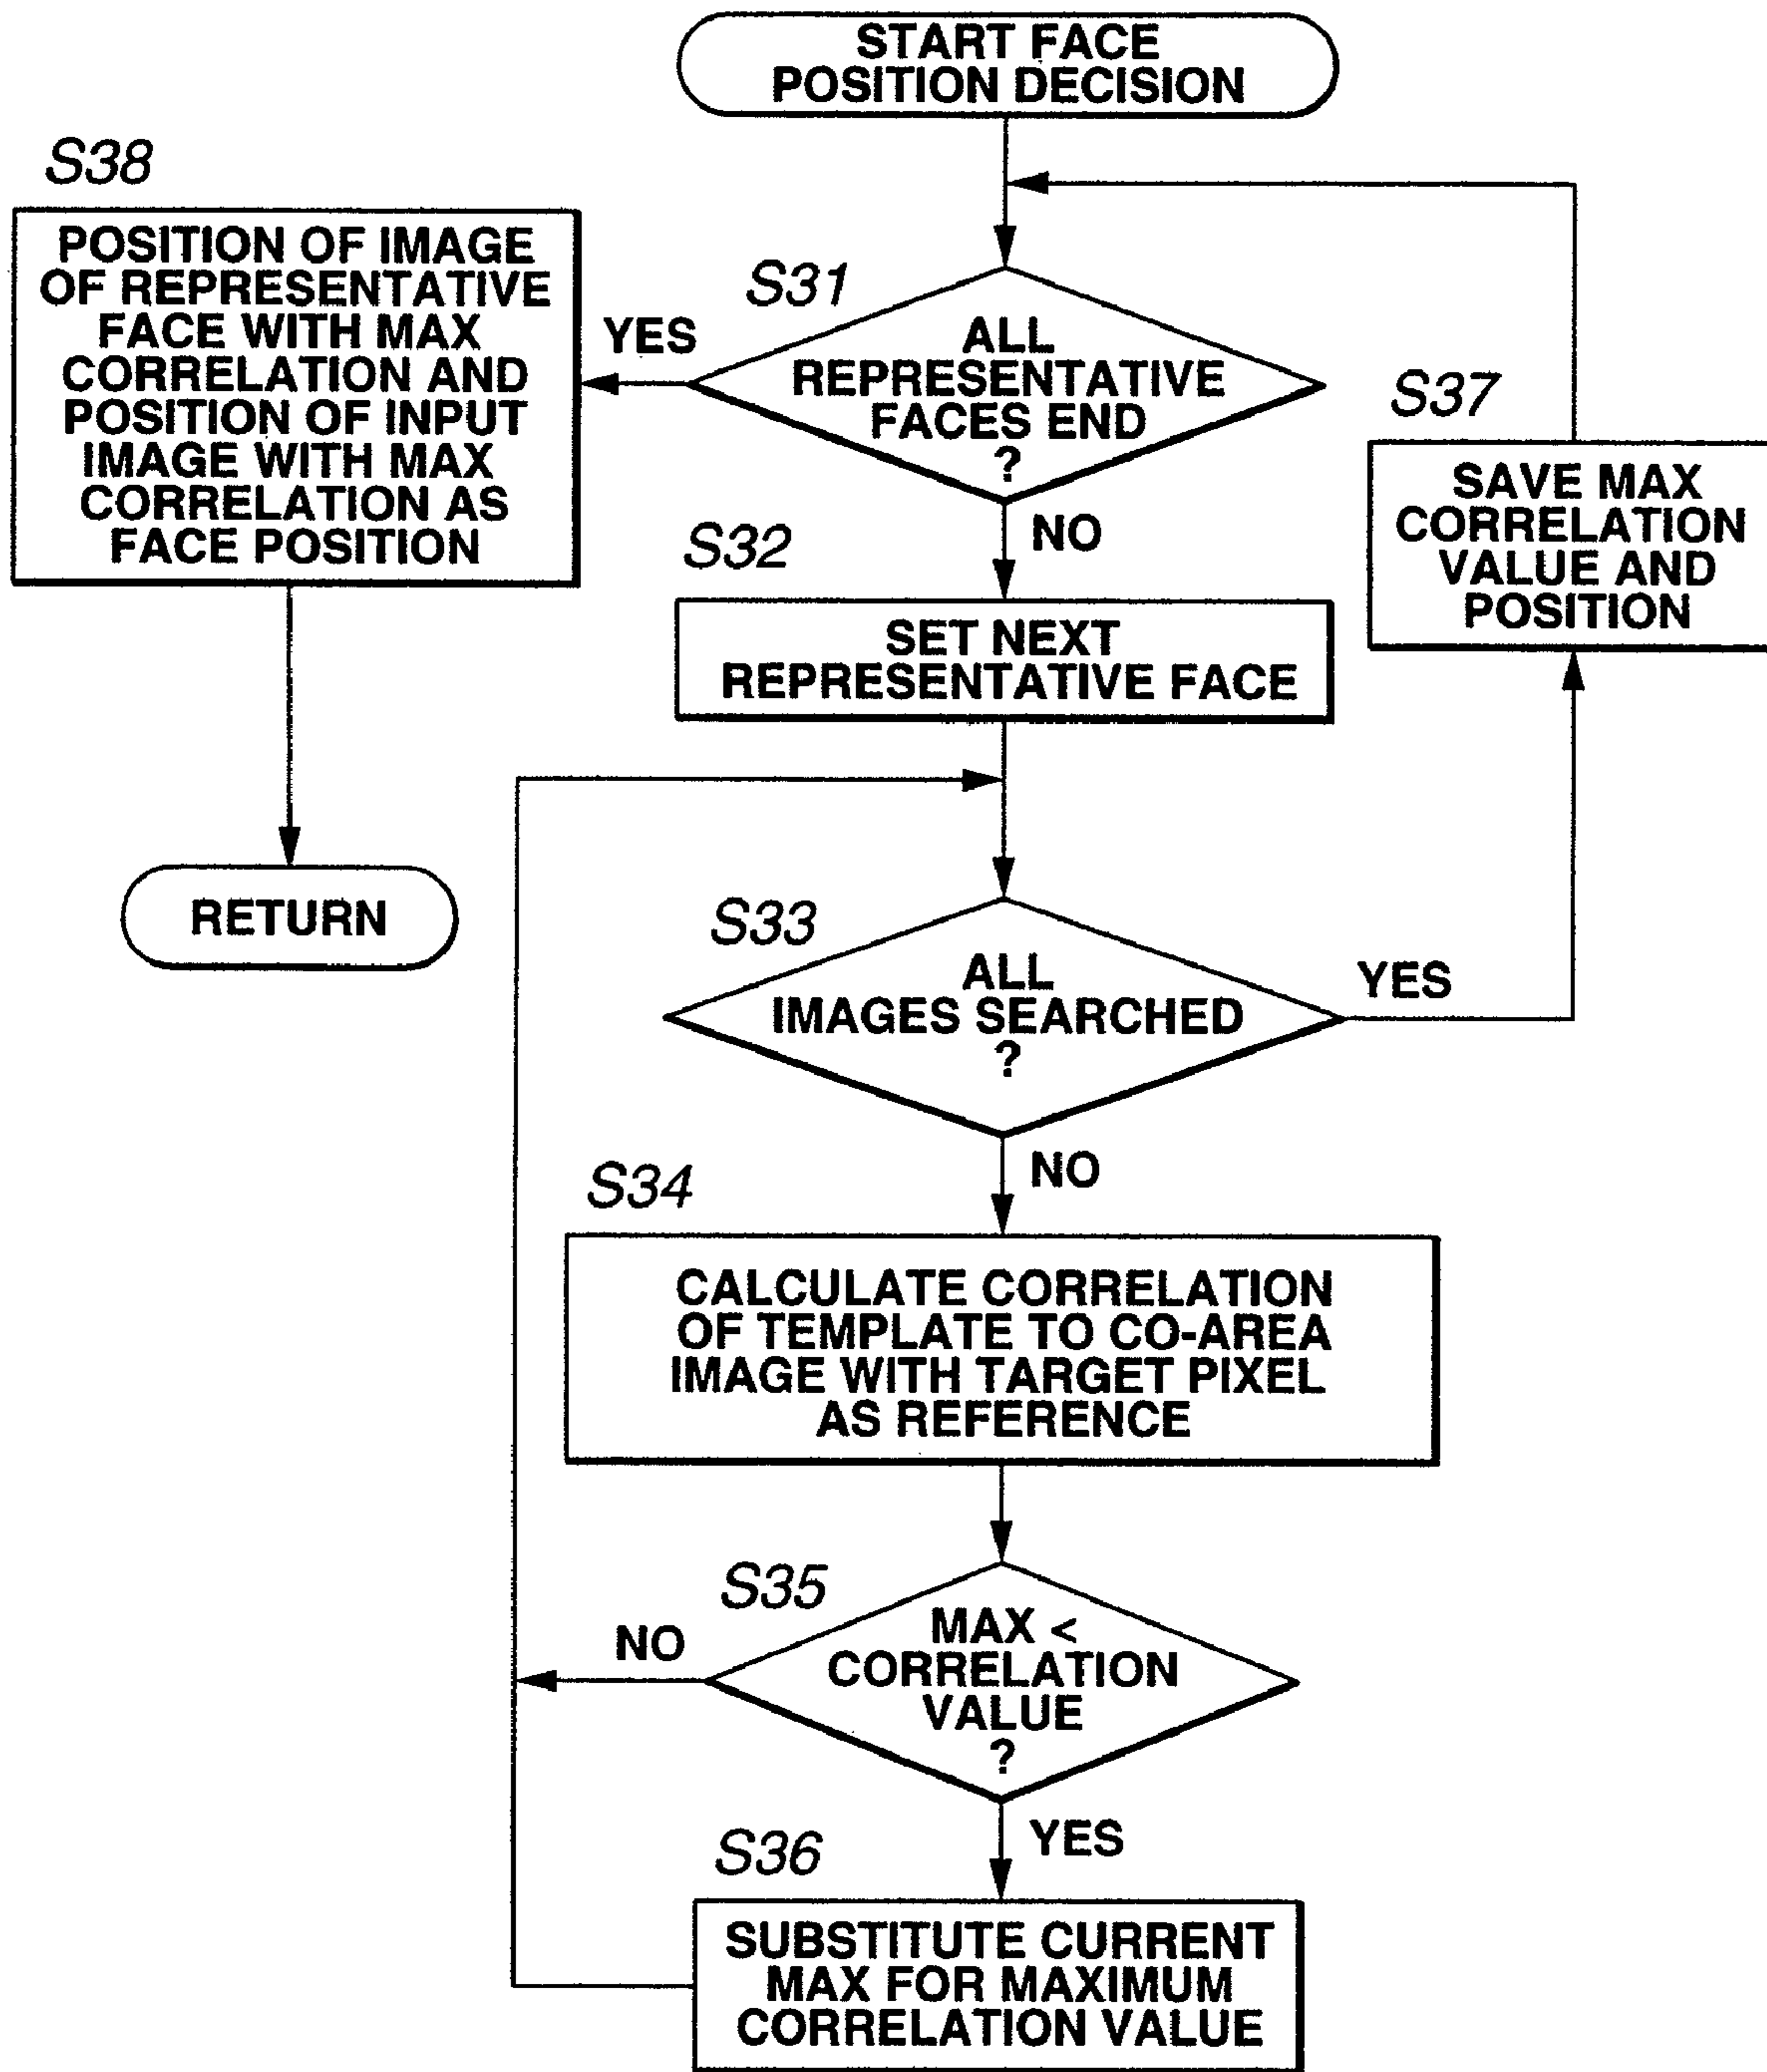 START FACE
POSITION DECISION
S38
POSITION OF IMAGE
OF REPRESENTATIVE
FACE WITH MAX
CORRELATION AND
POSITION OF INPUT
IMAGE WITH MAX
CORRELATION AS
FACE POSITION
RETURN
S31
YES
ALL
REPRESENTATIVE
FACES END
?
NO
S37
SAVE MAX
CORRELATION
VALUE AND
POSITION
S32
SET NEXT
REPRESENTATIVE FACE
S33
ALL
IMAGES SEARCHED
?
YES
NO
S34
CALCULATE CORRELATION
OF TEMPLATE TO CO-AREA
IMAGE WITH TARGET PIXEL
AS REFERENCE
S35
NO
MAX <
CORRELATION
VALUE
?
YES
S36
SUBSTITUTE CURRENT
MAX FOR MAXIMUM
CORRELATION VALUE